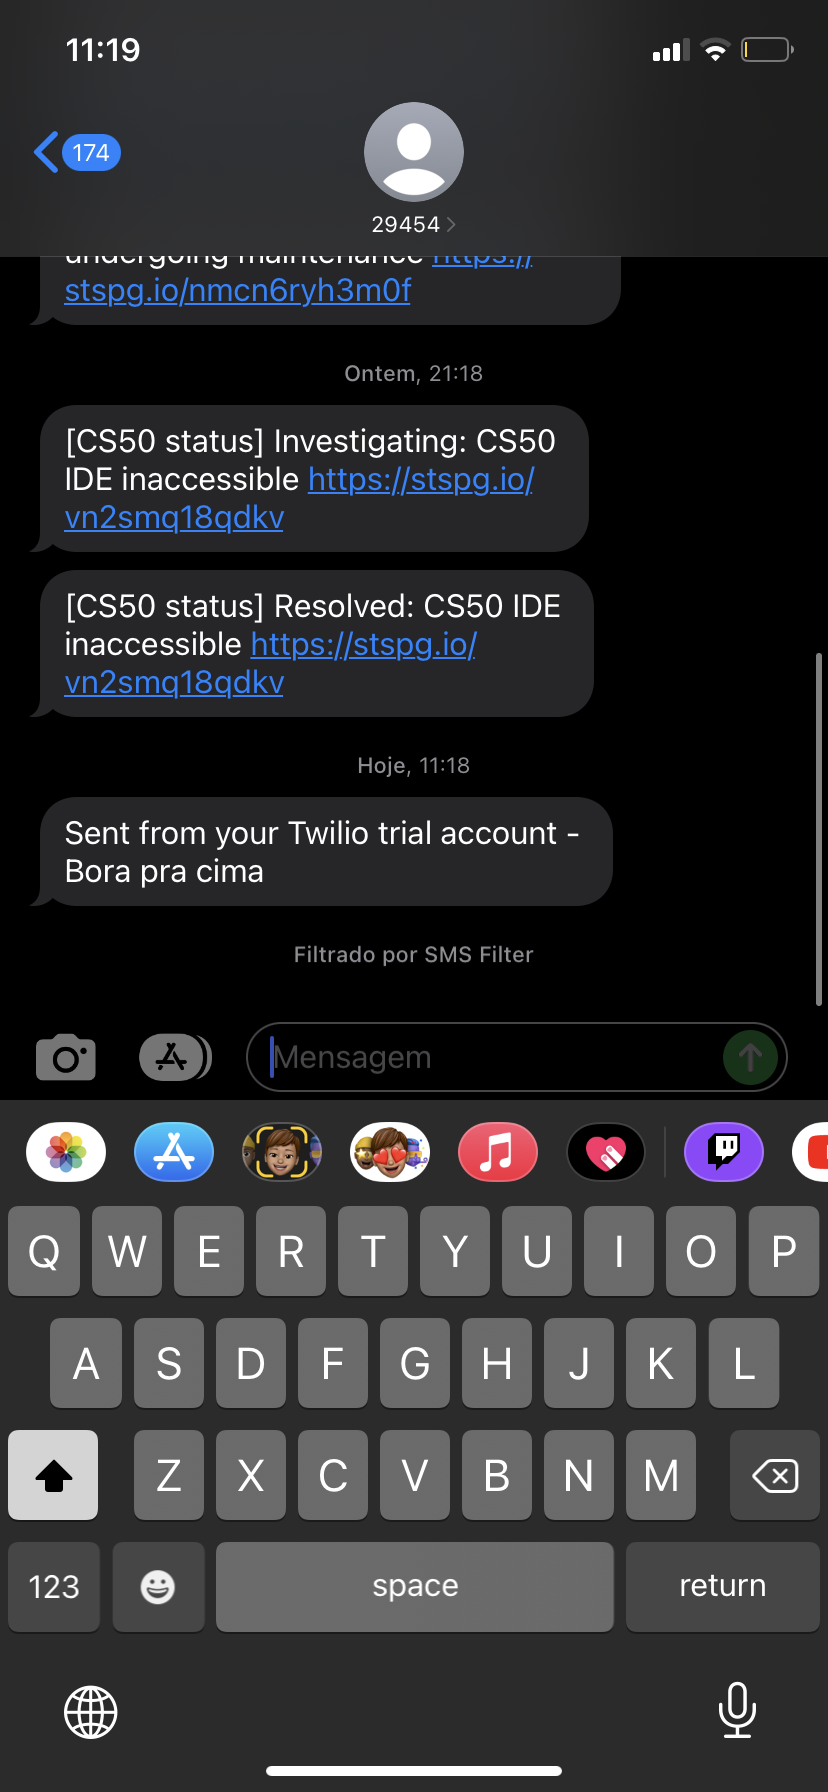 11:19
174
29454
undergoing maintenance https://
stspg.io/nmcn6ryh3m0f
Ontem, 21:18
[CS50 status] Investigating: CS50
IDE inaccessible https://stspg.io/
vn2smq18qdkv
[CS50 status] Resolved: CS50 IDE
inaccessible https://stspg.io/
vn2smq18qdkv
Hoje, 11:18
Sent from your Twilio trial account -
Bora pra cima
Filtrado por SMS Filter
Mensagem
Q W E R T Y U I O P
A S D F G H J K L
Z X C V B N M
123 space return